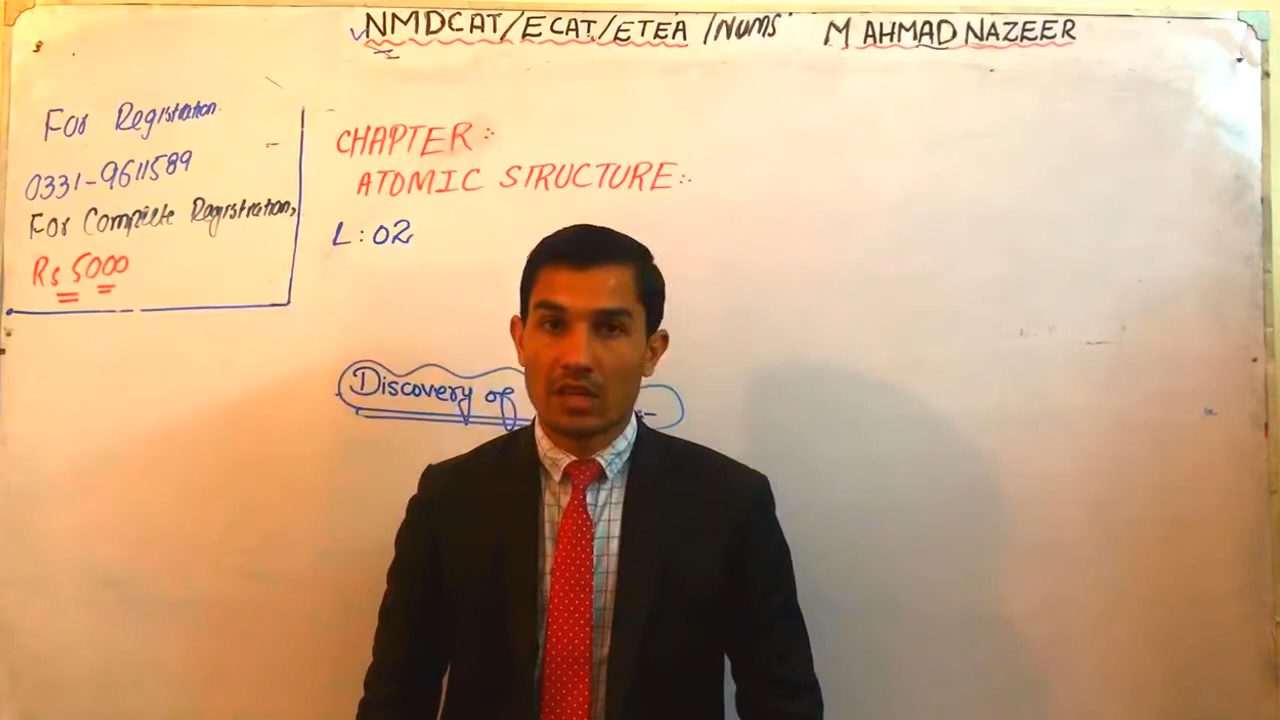 NMDCAT/ECAT/ETEA/NUMS M AHMAD NAZEER
For Registration
0331-9611589
For Complete Registration,
Rs 5000
CHAPTER:-
ATOMIC STRUCTURE:-
L:02
Discovery of